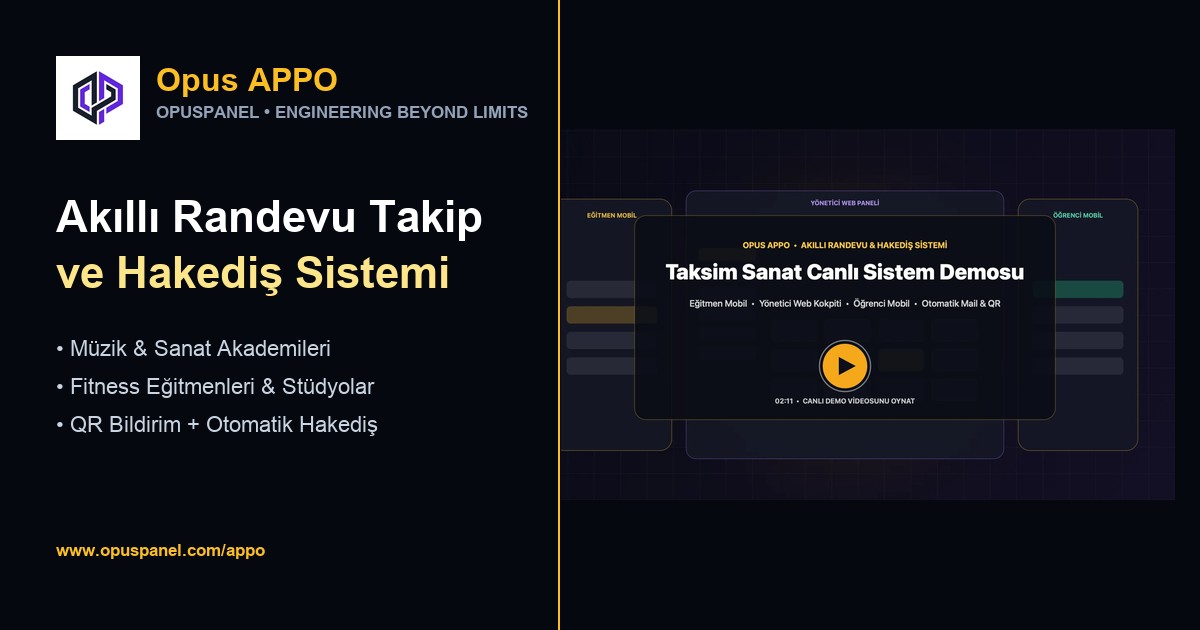 Opus APPO
OPUSPANEL • ENGINEERING BEYOND LIMITS
Akıllı Randevu Takip
ve Hakediş Sistemi
• Müzik & Sanat Akademileri
• Fitness Eğitmenleri & Stüdyolar
• QR Bildirim + Otomatik Hakediş
www.opuspanel.com/appo
EĞİTMEN MOBİL
YÖNETİCİ WEB PANELİ
ÖĞRENCİ MOBİL
OPUS APPO • AKILLI RANDEVU & HAKEDİŞ SİSTEMİ
Taksim Sanat Canlı Sistem Demosu
Eğitmen Mobil • Yönetici Web Kokpiti • Öğrenci Mobil • Otomatik Mail & QR
02:11 • CANLI DEMO VİDEOSUNU OYNAT